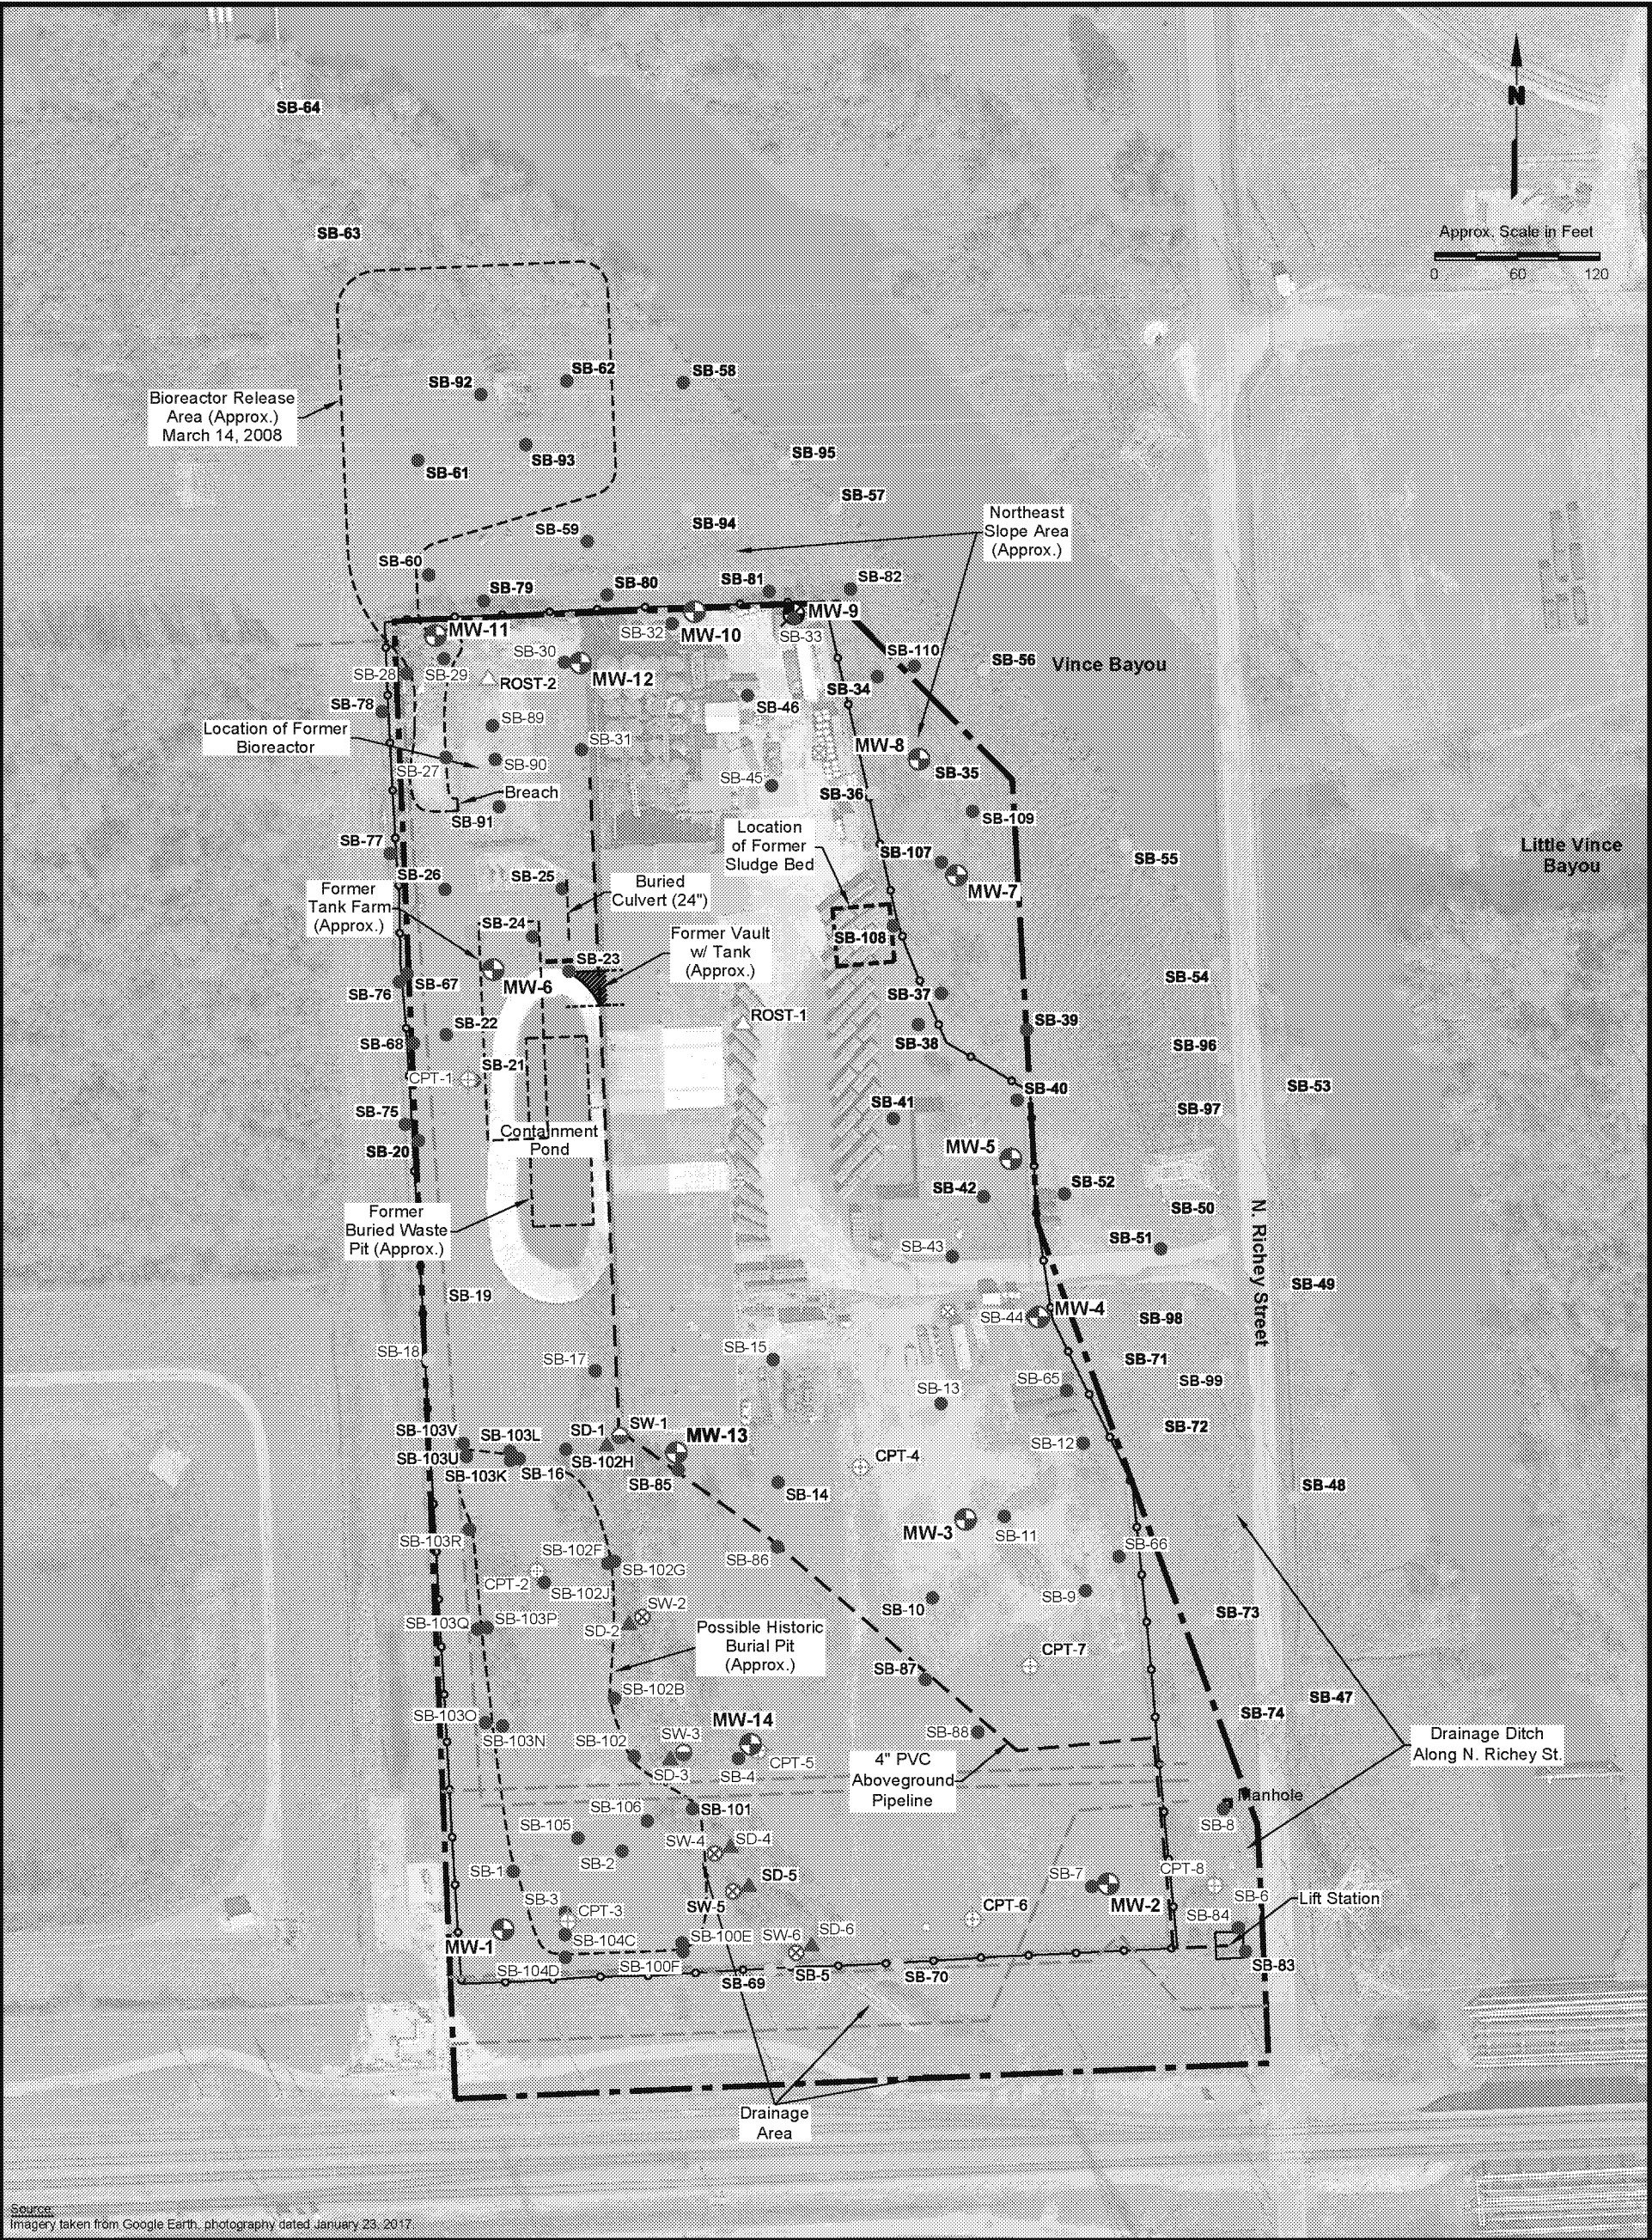 SB-64
N
SB-63
Approx. Scale in Feet
0 60 120
SB-62
SB-58
SB-92
Bioreactor Release
Area (Approx.)
March 14, 2008
SB-95
SB-93
SB-61
SB-57
Northeast
Slope Area
(Approx.)
SB-94
SB-59
SB-60
SB-79
SB-80
SB-81
SB-82
MW-9
MW-11
SB-32
MW-10
SB-33
SB-110
SB-56
Vince Bayou
SB-30
SB-28
SB-29
ROST-2
MW-12
SB-34
SB-78
SB-46
SB-89
Location of Former
Bioreactor
SB-31
MW-8
SB-27
SB-90
SB-35
SB-45
Breach
SB-36
SB-91
SB-109
Location
of Former
Sludge Bed
SB-77
SB-107
SB-55
Little Vince
Bayou
SB-26
SB-25
Buried
Culvert (24")
MW-7
Former
Tank Farm
(Approx.)
SB-24
SB-108
Former Vault
w/ Tank
(Approx.)
SB-23
SB-54
SB-67
MW-6
SB-76
SB-37
ROST-1
SB-22
SB-39
SB-68
SB-38
SB-96
SB-21
CPT-1
SB-40
SB-53
SB-75
SB-41
SB-97
Containment
Pond
SB-20
MW-5
SB-42
SB-52
SB-50
Former
Buried Waste
Pit (Approx.)
SB-43
SB-51
N. Richey Street
SB-49
SB-19
SB-44
MW-4
SB-98
SB-18
SB-17
SB-15
SB-71
SB-65
SB-99
SB-13
SB-103V
SB-103L
SD-1
SW-1
MW-13
SB-72
SB-12
SB-103U
SB-102H
CPT-4
SB-103K
SB-16
SB-85
SB-14
SB-48
MW-3
SB-11
SB-103R
SB-102F
SB-86
SB-66
SB-102G
CPT-2
SB-102J
SB-9
SW-2
SB-10
SB-73
SB-103Q
SB-103P
SD-2
Possible Historic
Burial Pit
(Approx.)
CPT-7
SB-87
SB-102B
SB-47
SB-103O
SB-74
MW-14
SB-103N
SW-3
SB-88
Drainage Ditch
Along N. Richey St.
SB-102
SD-3
SB-4
CPT-5
4" PVC
Aboveground
Pipeline
Manhole
SB-106
SB-101
SB-8
SB-105
SW-4
SD-4
SB-2
SB-1
SD-5
SB-7
CPT-8
SB-3
SW-5
CPT-6
MW-2
SB-6
Lift Station
CPT-3
SB-84
SB-104C
SB-100E
SW-6
SD-6
MW-1
SB-104D
SB-100F
SB-69
SB-5
SB-70
SB-83
Drainage
Area
Source:
Imagery taken from Google Earth, photography dated January 23, 2017.